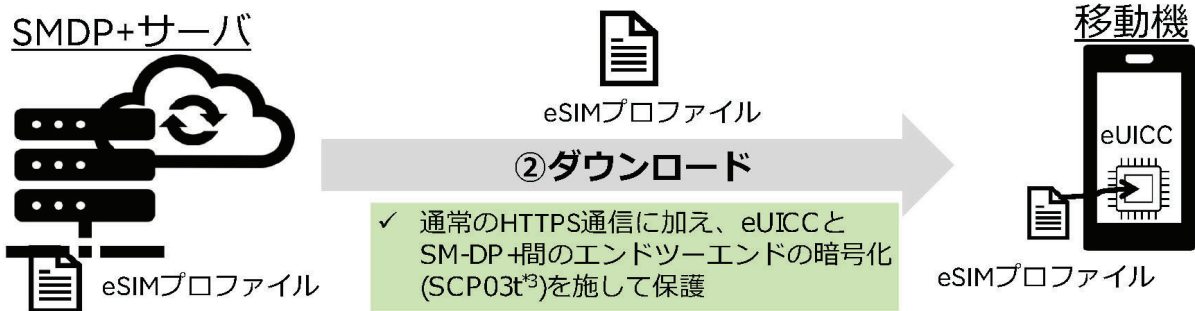 SMDP+サーバ
移動機
eSIMプロファイル
eUICC
②ダウンロード
✓ 通常のHTTPS通信に加え、eUICCと
SM-DP+間のエンドツーエンドの暗号化
(SCP03t*3)を施して保護
eSIMプロファイル
eSIMプロファイル